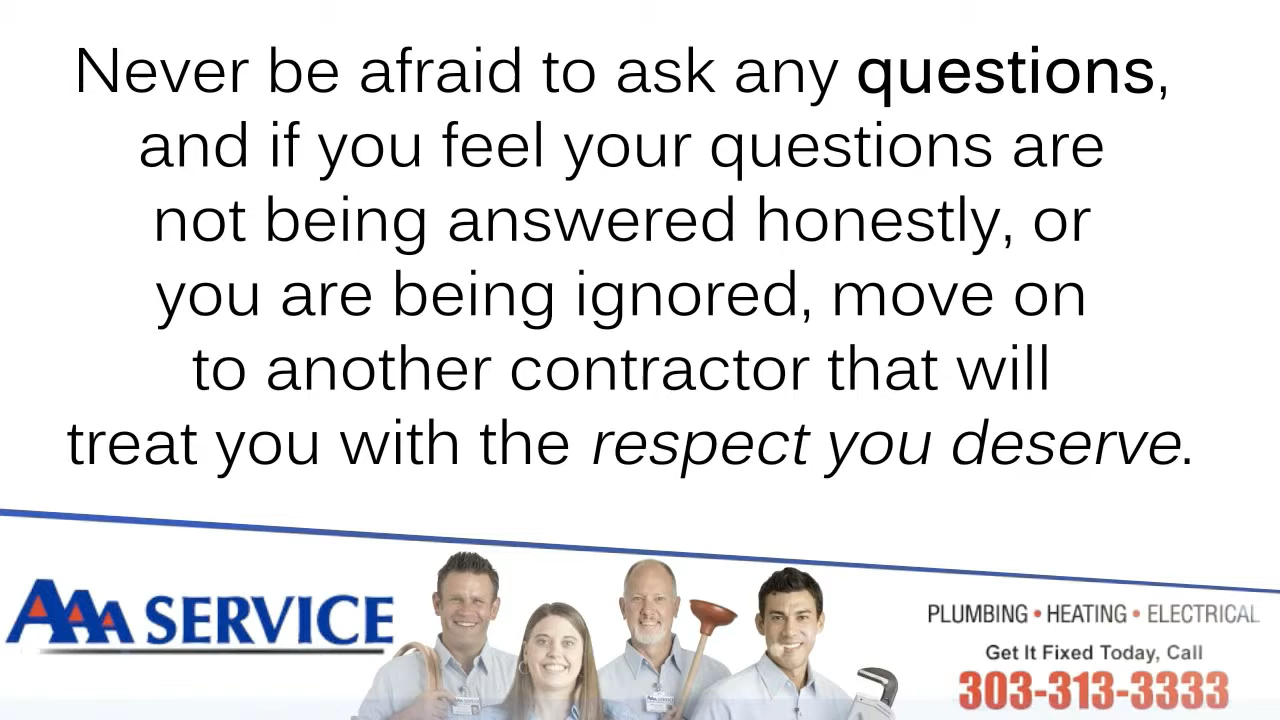 Never be afraid to ask any questions,
and if you feel your questions are
not being answered honestly, or
you are being ignored, move on
to another contractor that will
treat you with the respect you deserve.
AAA SERVICE
PLUMBING • HEATING • ELECTRICAL
Get It Fixed Today, Call
303-313-3333